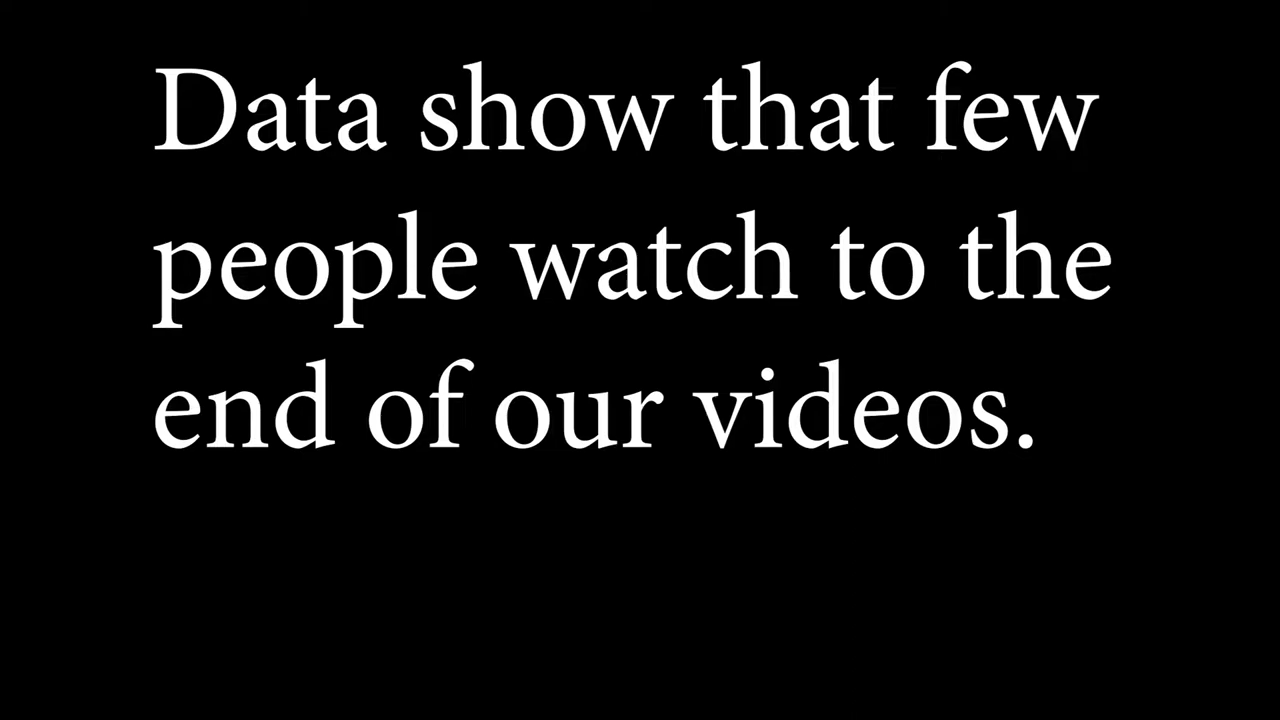 Data show that few
people watch to the
end of our videos.